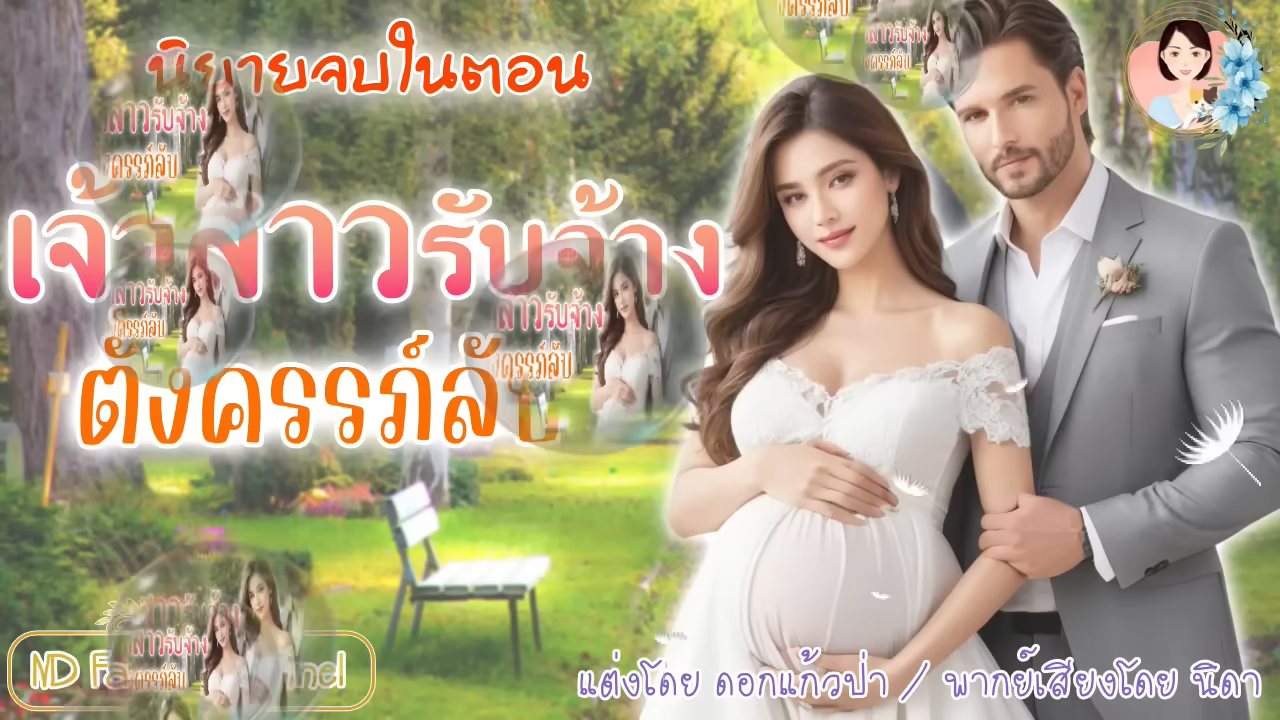 นิยายจบในตอน
เจ้าสาวรับจ้าง
ตั้งครรภ์ลับ
แต่งโดย ดอกแก้วป่า / พากย์เสียงโดย นิดา
ND